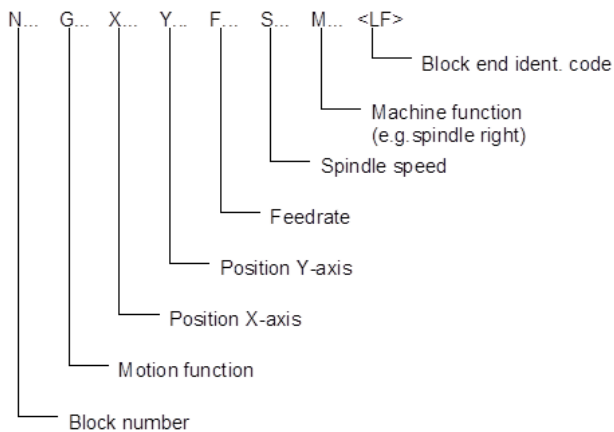 N... G... X... Y... F... S... M... <LF>
Block end ident. code
Machine function
(e.g.spindle right)
Spindle speed
Feedrate
Position Y-axis
Position X-axis
Motion function
Block number